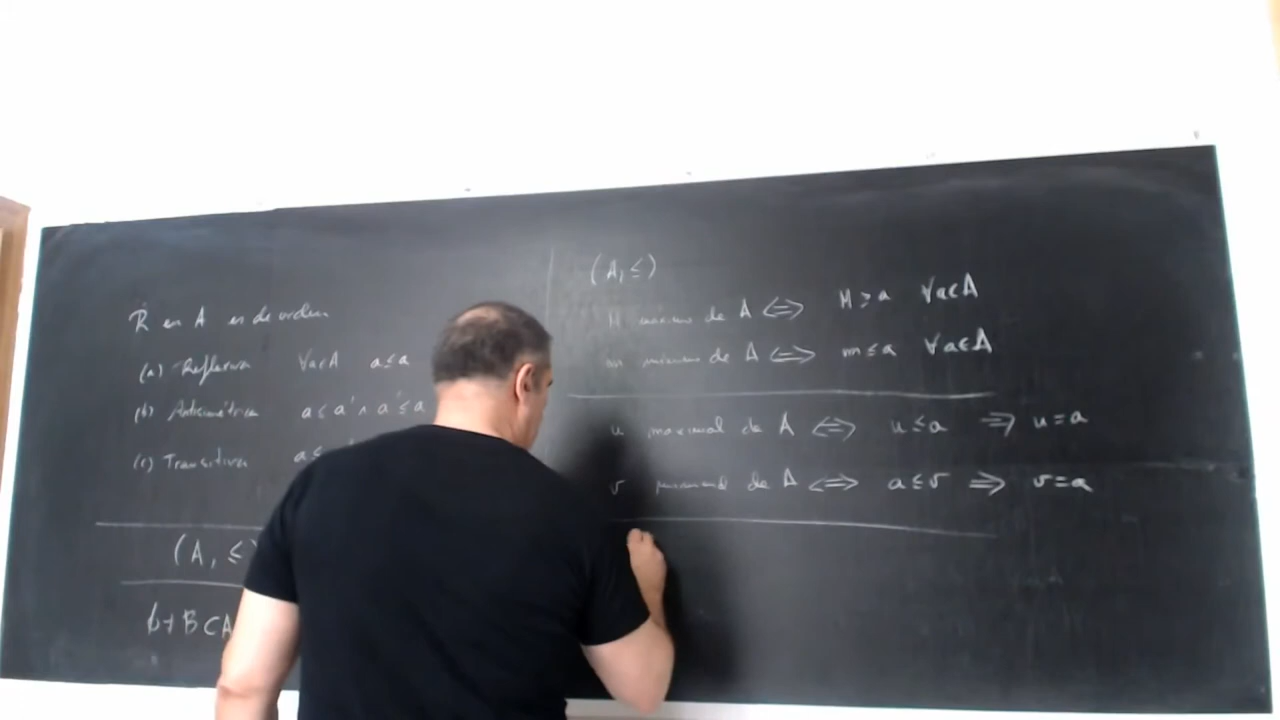 R en A es de orden
(a) Reflexiva ∀a∈A a≤a
(b) Antisimétrica a≤a' ∧ a'≤a
(c) Transitiva a≤
(A, ≤
∅≠B⊂A
(A, ≤)
M máximo de A ⟺ M≥a ∀a∈A
m mínimo de A ⟺ m≤a ∀a∈A
u maximal de A ⟺ u≤a ⟹ u=a
v minimal de A ⟺ a≤v ⟹ v=a